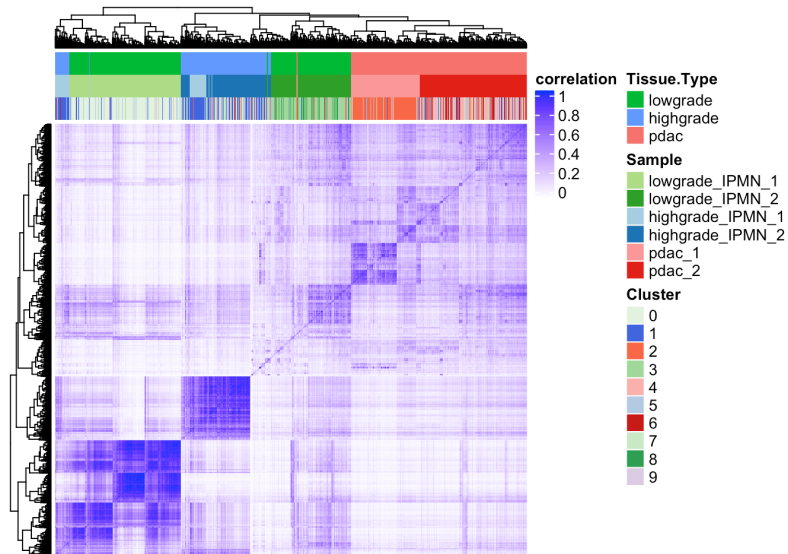 correlation
1
0.8
0.6
0.4
0.2
0
Tissue.Type
lowgrade
highgrade
pdac
Sample
lowgrade_IPMN_1
lowgrade_IPMN_2
highgrade_IPMN_1
highgrade_IPMN_2
pdac_1
pdac_2
Cluster
0
1
2
3
4
5
6
7
8
9